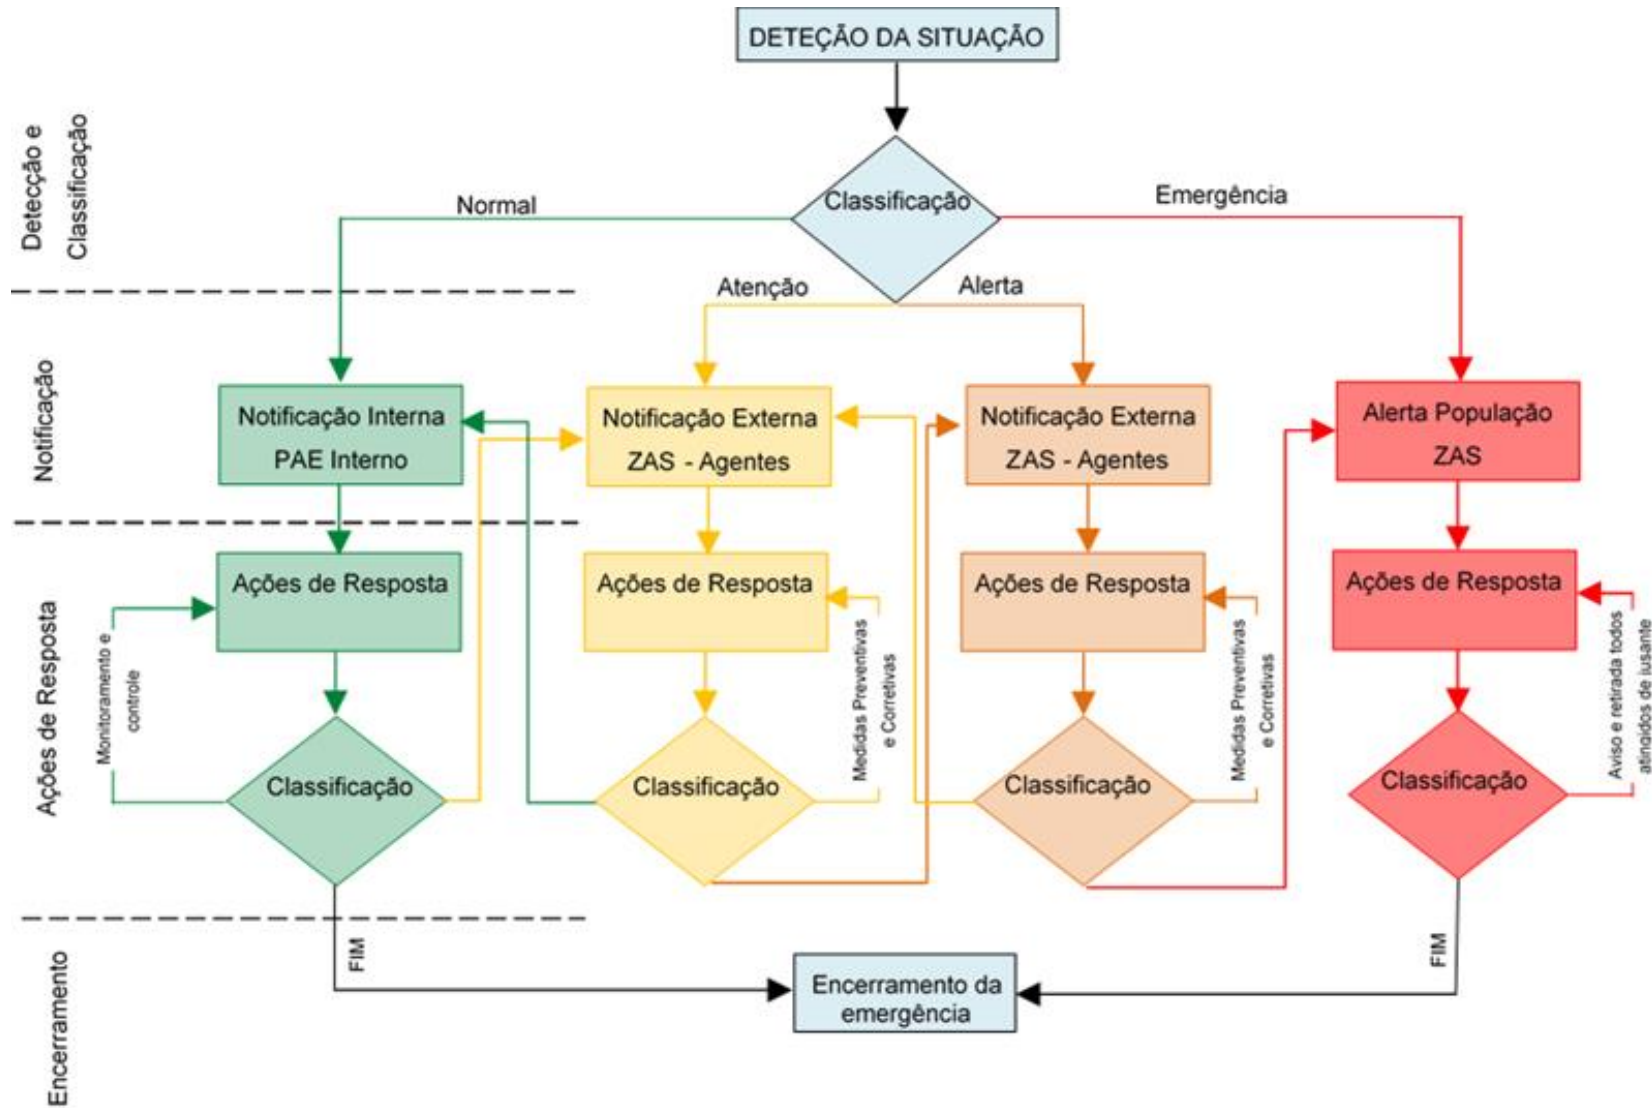 DETEÇÃO DA SITUAÇÃO
Detecção e
Classificação
Classificação
Normal
Emergência
Atenção
Alerta
Notificação
Notificação Interna
PAE Interno
Notificação Externa
ZAS - Agentes
Notificação Externa
ZAS - Agentes
Alerta População
ZAS
Ações de Resposta
Ações de Resposta
Ações de Resposta
Ações de Resposta
Ações de Resposta
Monitoramento e
controle
Medidas Preventivas
e Corretivas
Medidas Preventivas
e Corretivas
Aviso e retirada todos
atingidos de jusante
Classificação
Classificação
Classificação
Classificação
Encerramento
FIM
FIM
Encerramento da
emergência